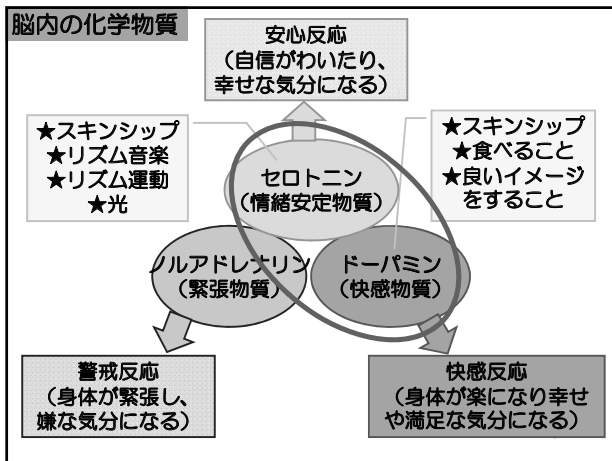 脳内の化学物質
安心反応
（自信がわいたり、
幸せな気分になる）
★スキンシップ
★リズム音楽
★リズム運動
★光
★スキンシップ
★食べること
★良いイメージ
をすること
セロトニン
（情緒安定物質）
ノルアドレナリン
（緊張物質）
ドーパミン
（快感物質）
警戒反応
（身体が緊張し、
嫌な気分になる）
快感反応
（身体が楽になり幸せ
や満足な気分になる）